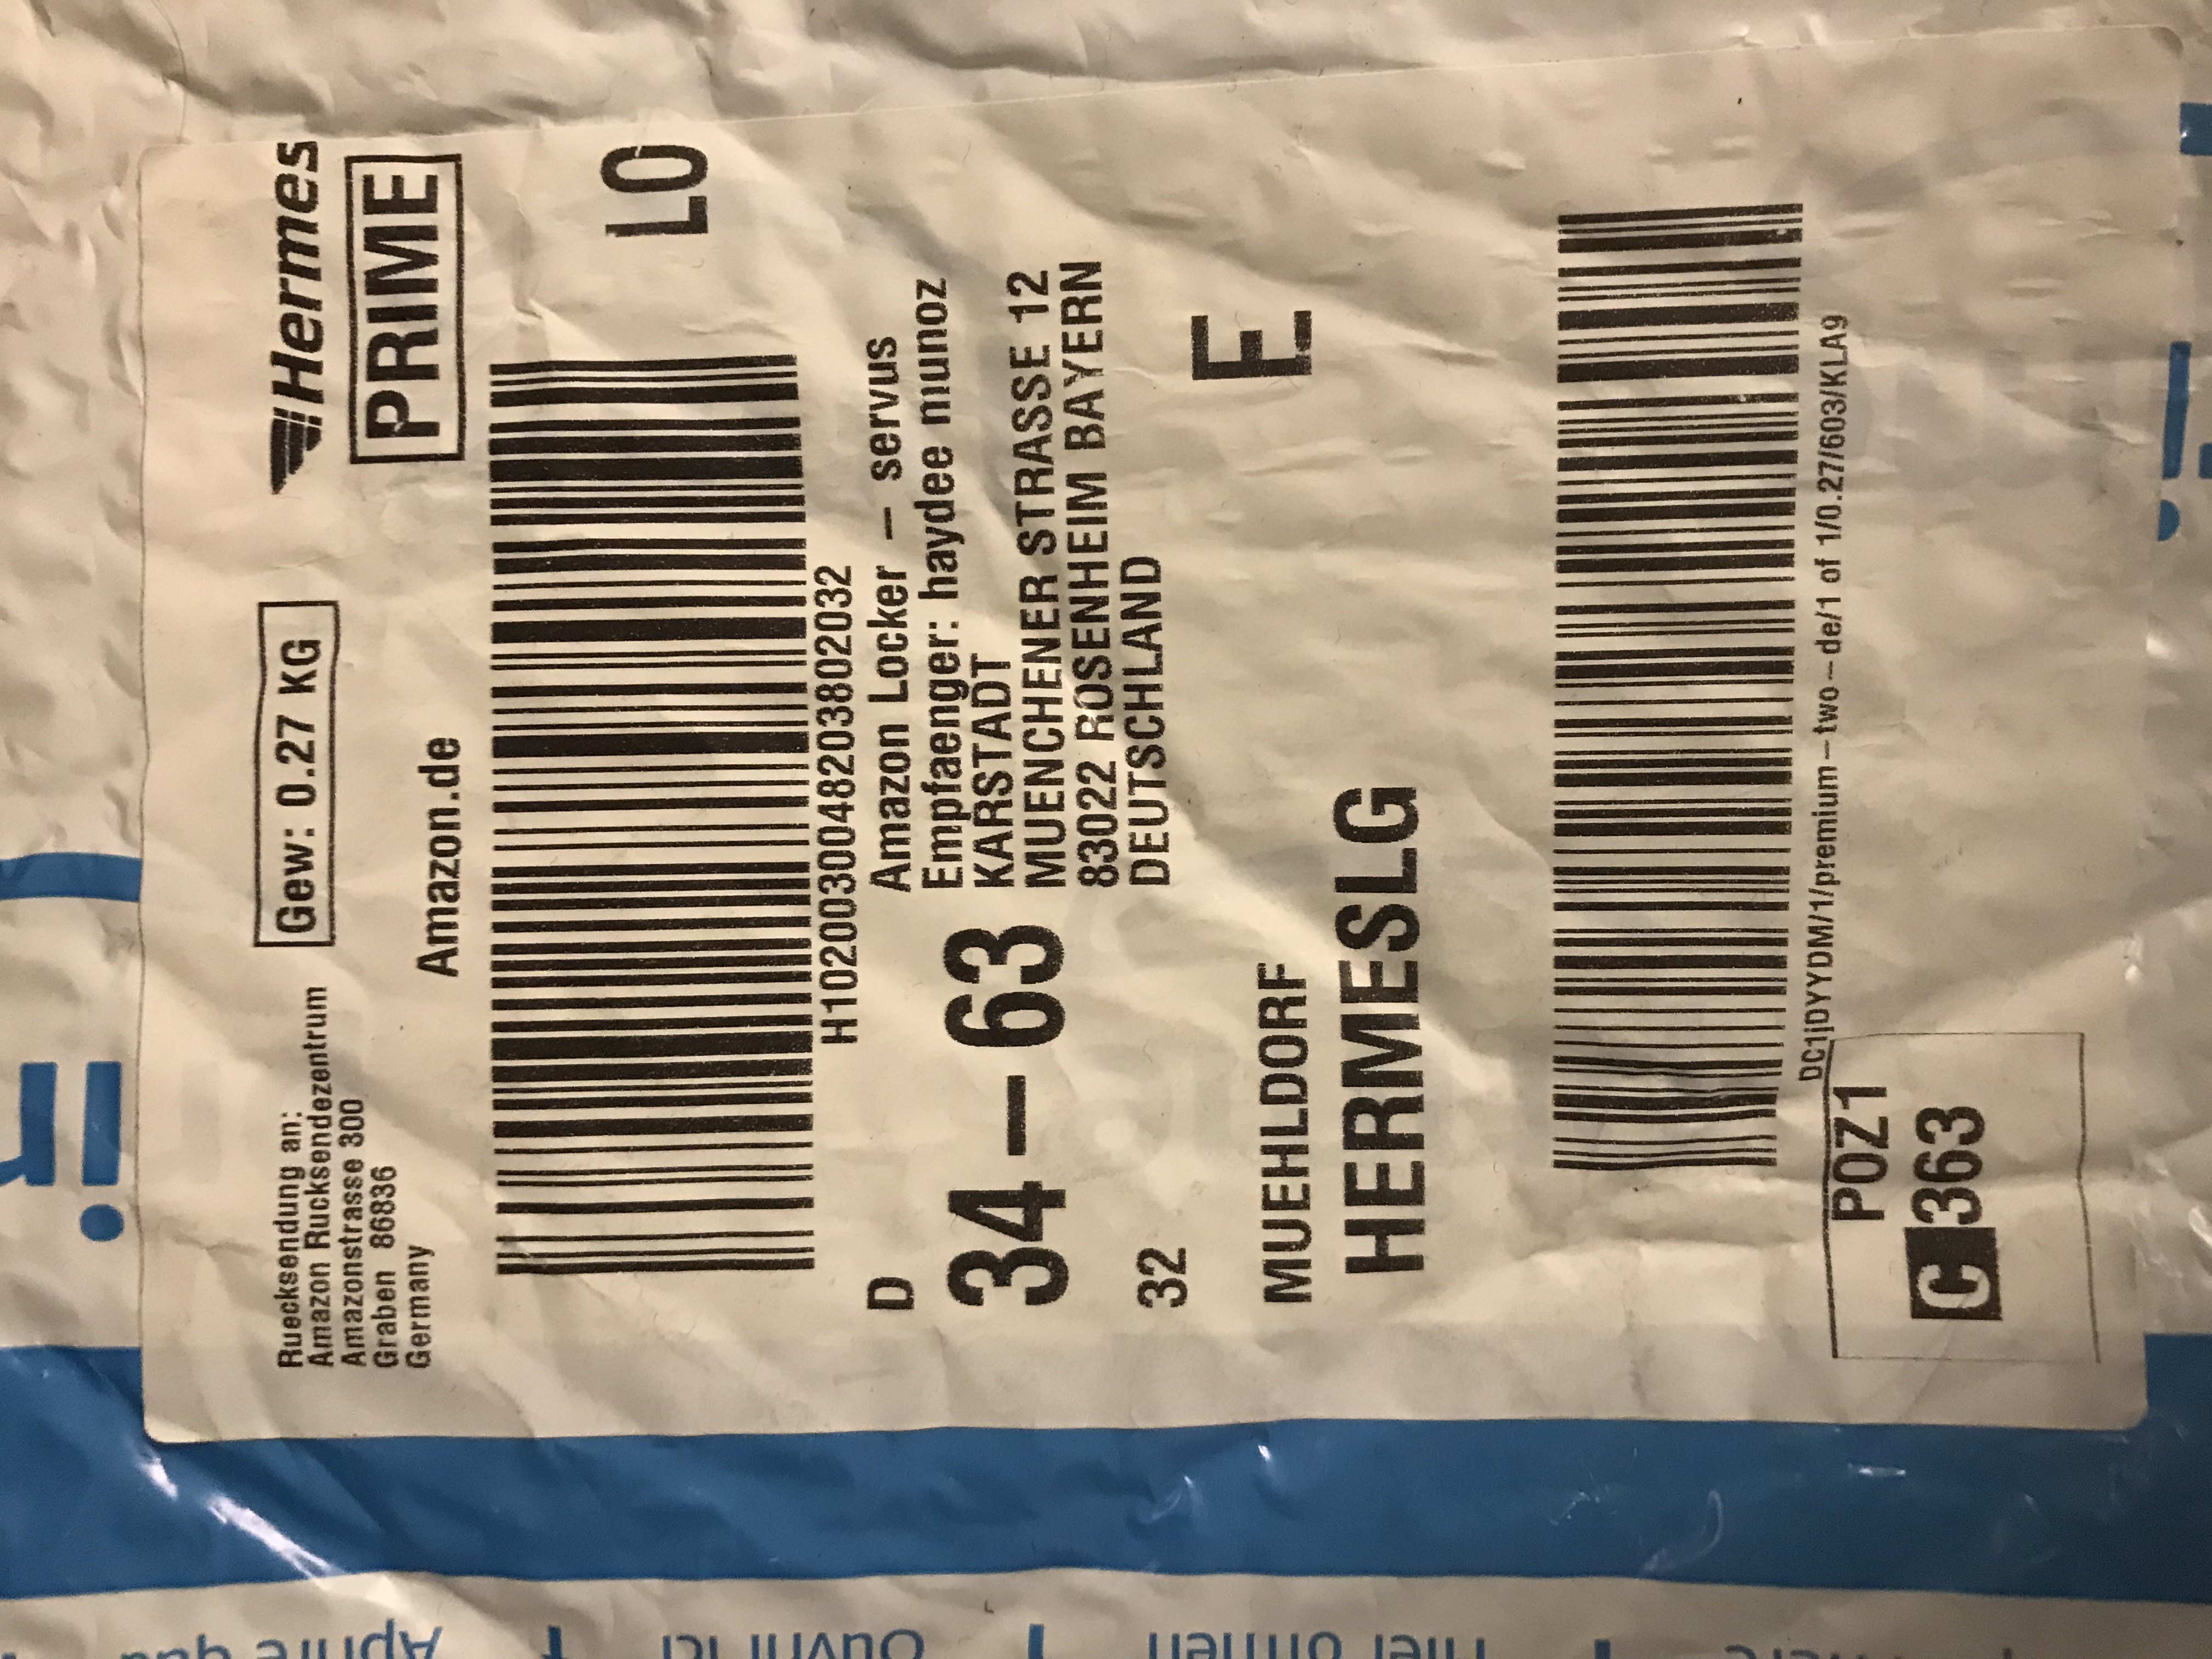 Ruecksendung an:
Amazon Rucksendezentrum
Amazonstrasse 300
Graben 86836
Germany
Gew: 0.27 KG
Hermes
PRIME
Amazon.de
LO
H1020030048203802032
D
34-63
32
Amazon Locker - servus
Empfaenger: haydee munoz
KARSTADT
MUENCHENER STRASSE 12
83022 ROSENHEIM BAYERN
DEUTSCHLAND
E
MUEHLDORF
HERMESLG
DC1jDYYDM/1/premium-two-de/1 of 1/0.27/603/KLA9
POZ1
C 363